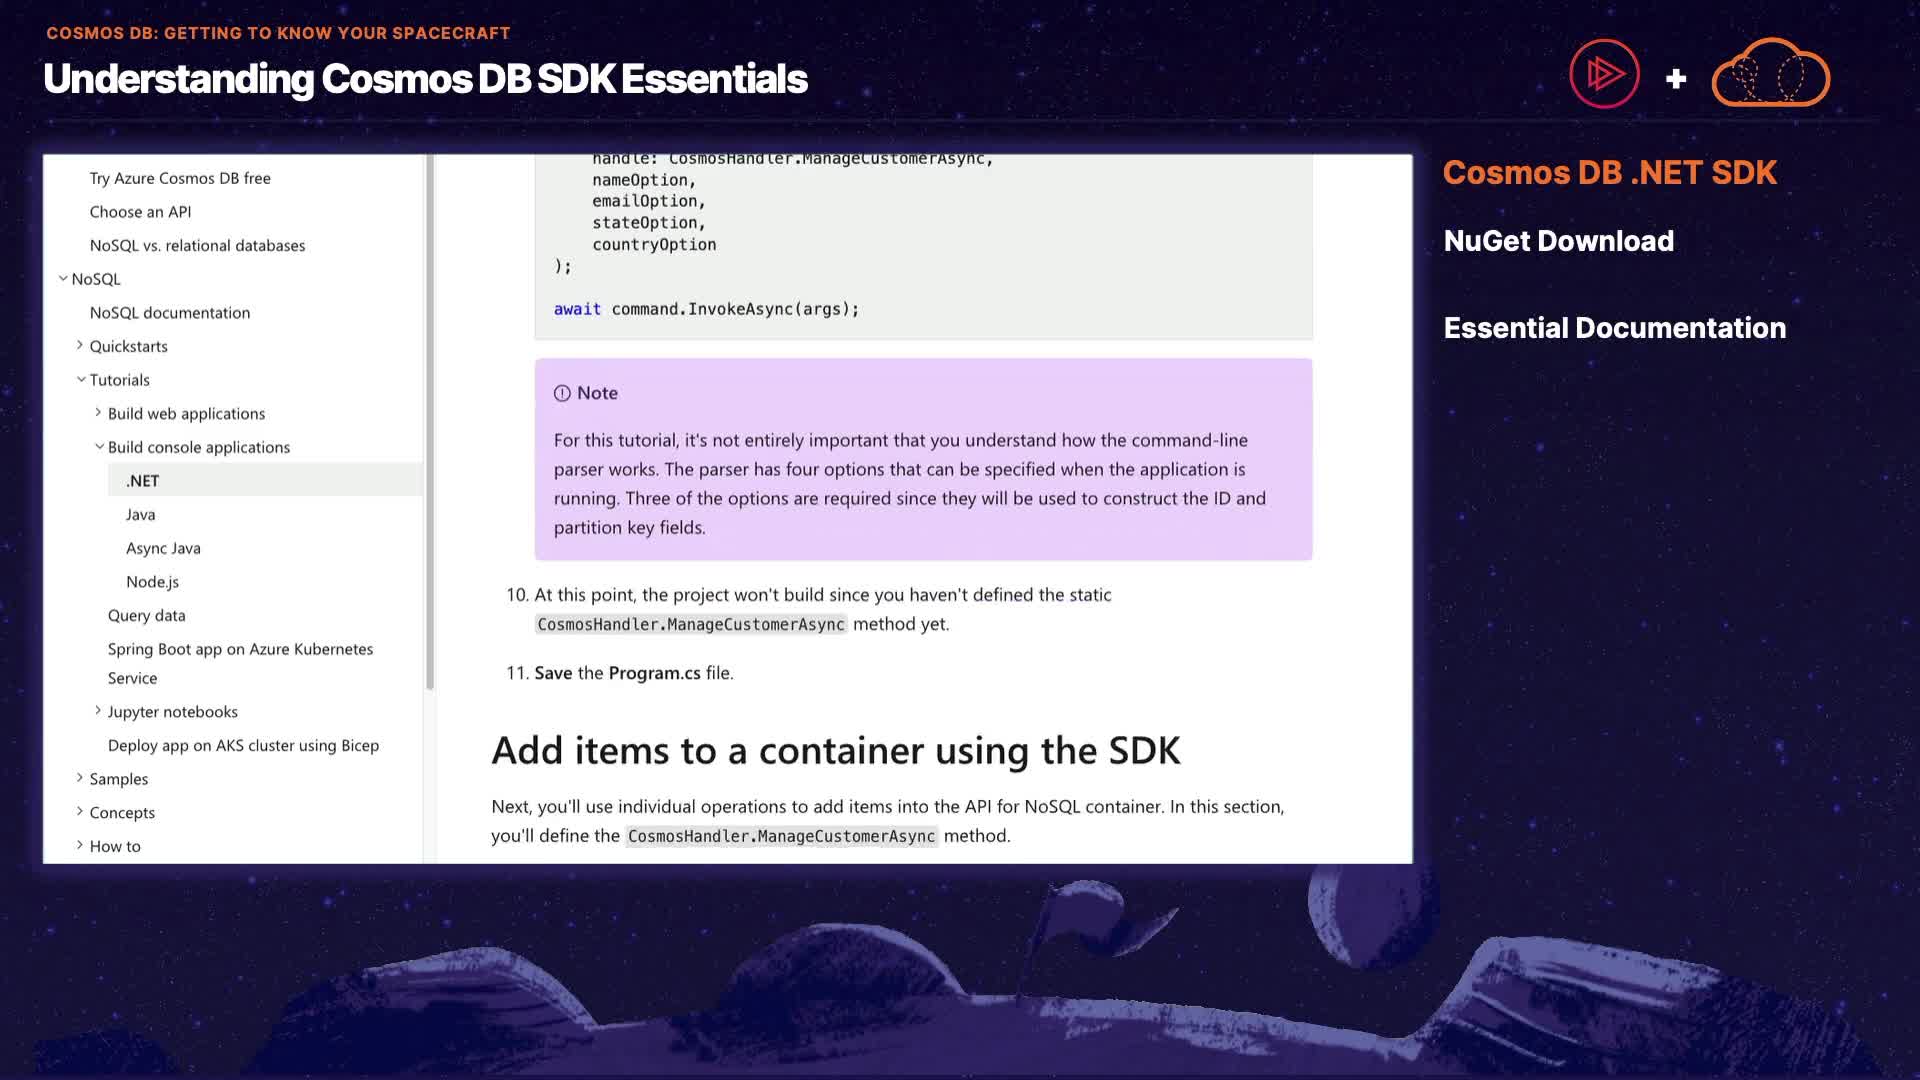 COSMOS DB: GETTING TO KNOW YOUR SPACECRAFT
Understanding Cosmos DB SDK Essentials
Try Azure Cosmos DB free
Choose an API
NoSQL vs. relational databases
NoSQL
NoSQL documentation
Quickstarts
Tutorials
Build web applications
Build console applications
.NET
Java
Async Java
Node.js
Query data
Spring Boot app on Azure Kubernetes
Service
Jupyter notebooks
Deploy app on AKS cluster using Bicep
Samples
Concepts
How to
handle: CosmosHandler.ManageCustomerAsync,
nameOption,
emailOption,
stateOption,
countryOption
);
await command.InvokeAsync(args);
Note
For this tutorial, it's not entirely important that you understand how the command-line
parser works. The parser has four options that can be specified when the application is
running. Three of the options are required since they will be used to construct the ID and
partition key fields.
10. At this point, the project won't build since you haven't defined the static
CosmosHandler.ManageCustomerAsync method yet.
11. Save the Program.cs file.
Add items to a container using the SDK
Next, you'll use individual operations to add items into the API for NoSQL container. In this section,
you'll define the CosmosHandler.ManageCustomerAsync method.
+
Cosmos DB .NET SDK
NuGet Download
Essential Documentation